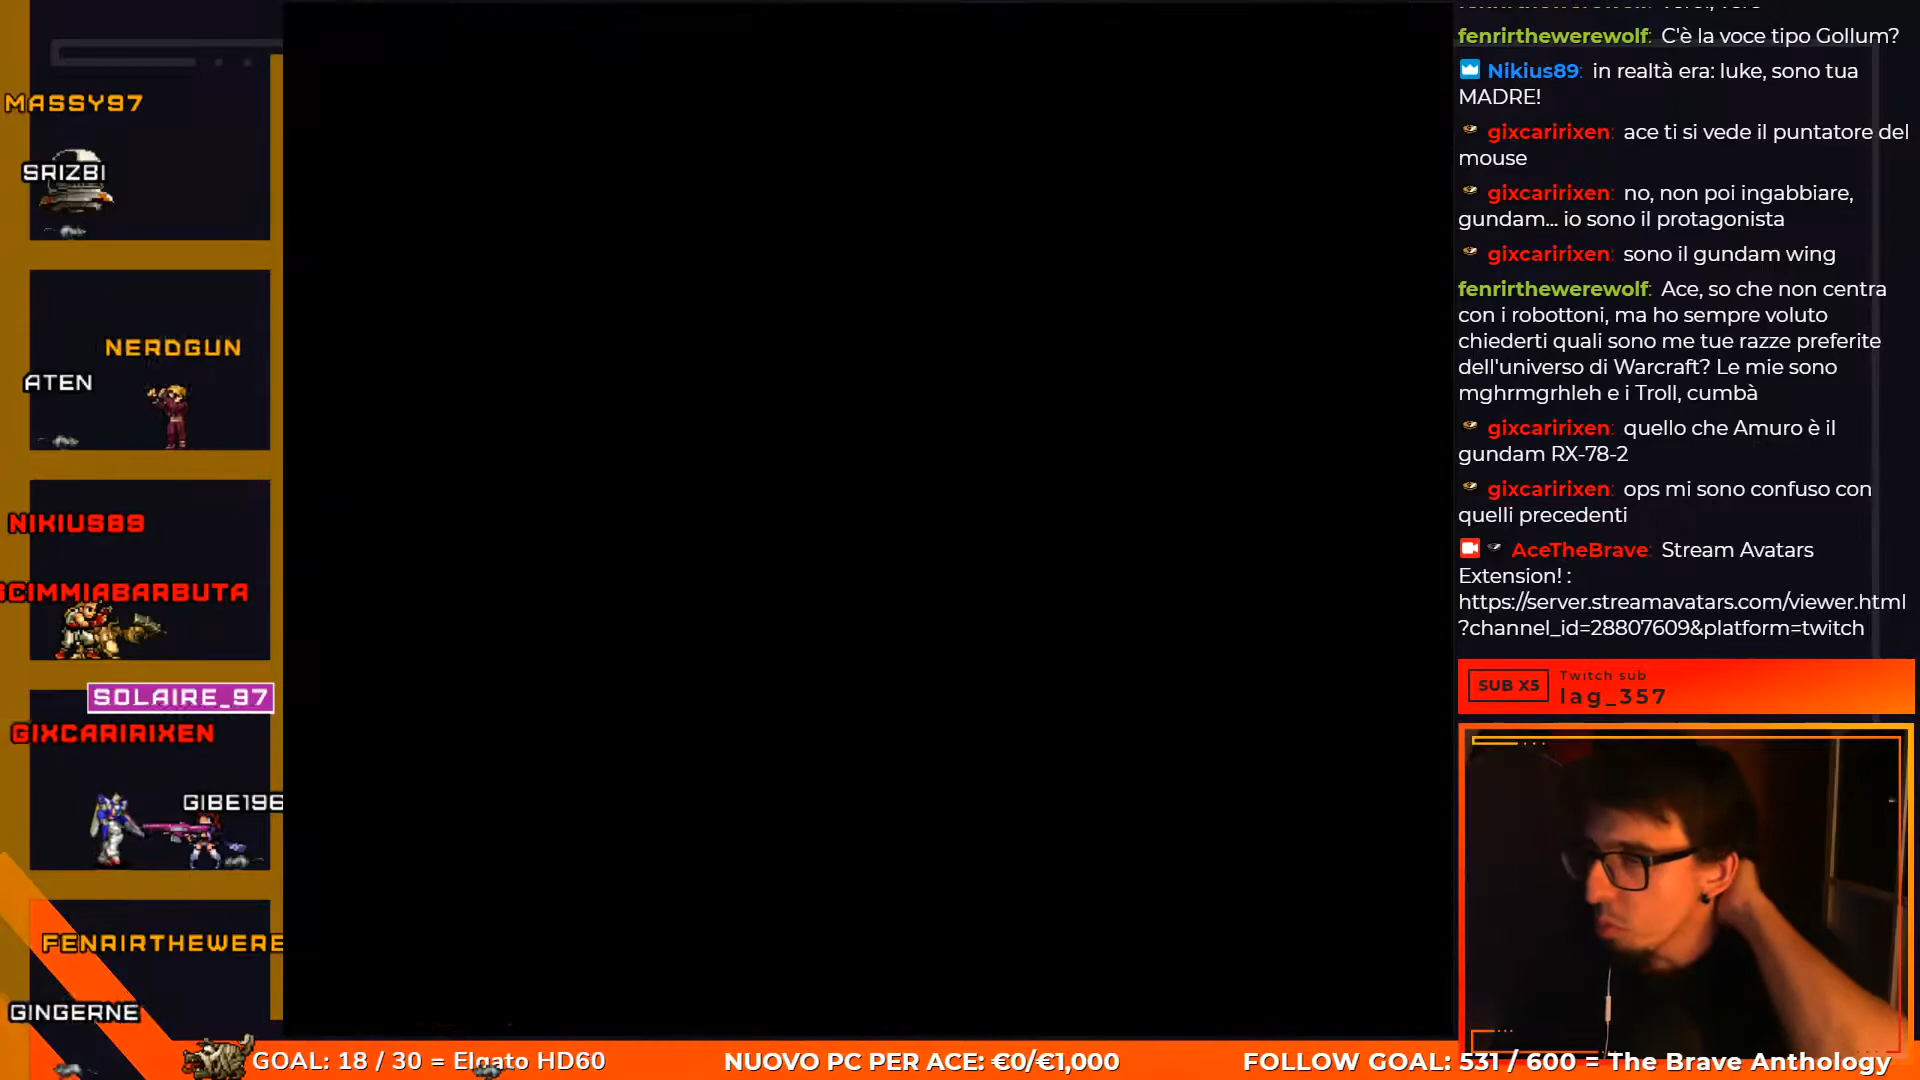 MASSY97
SRIZBI
NERDGUN
ATEN
NIKIUS89
SCIMMIABARBUTA
SOLAIRE_97
GIXCARIRIXEN
GIBE196
FENRIRTHEWERE
GINGERNE
fenrirthewerewolf: C'è la voce tipo Gollum?
Nikius89: in realtà era: luke, sono tua
MADRE!
gixcaririxen: ace ti si vede il puntatore del
mouse
gixcaririxen: no, non poi ingabbiare,
gundam... io sono il protagonista
gixcaririxen: sono il gundam wing
fenrirthewerewolf: Ace, so che non centra
con i robottoni, ma ho sempre voluto
chiederti quali sono me tue razze preferite
dell'universo di Warcraft? Le mie sono
mghrmgrhleh e i Troll, cumbà
gixcaririxen: quello che Amuro è il
gundam RX-78-2
gixcaririxen: ops mi sono confuso con
quelli precedenti
AceTheBrave: Stream Avatars
Extension! :
https://server.streamavatars.com/viewer.html
?channel_id=28807609&platform=twitch
SUB X5
Twitch sub
lag_357
GOAL: 18 / 30 = Elgato HD60
NUOVO PC PER ACE: €0/€1,000
FOLLOW GOAL: 531 / 600 = The Brave Anthology